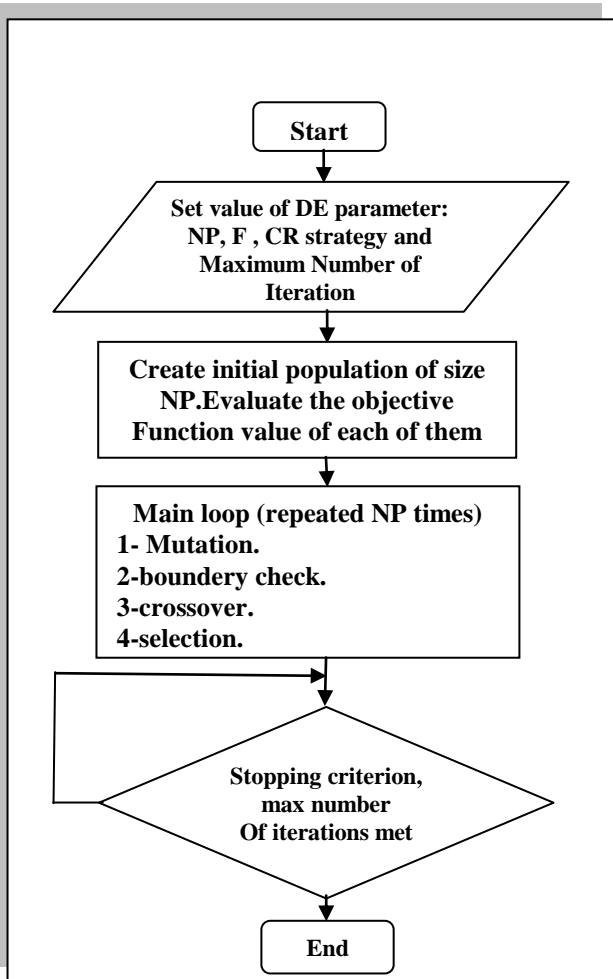 Start
Set value of DE parameter:
NP, F , CR strategy and
Maximum Number of
Iteration
Create initial population of size
NP.Evaluate the objective
Function value of each of them
Main loop (repeated NP times)
1- Mutation.
2-boundery check.
3-crossover.
4-selection.
Stopping criterion,
max number
Of iterations met
End